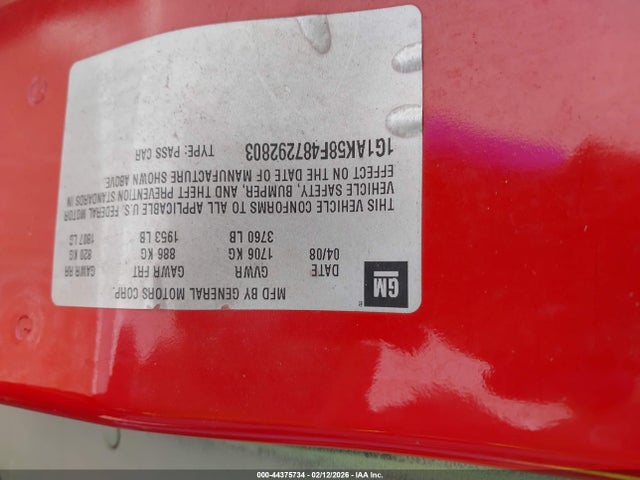 MFD BY GENERAL MOTORS CORP.
GM
DATE GVWR GAWR FRT GAWR RR
04/08 1706 KG 886 KG 820 KG
3760 LB 1953 LB 1807 LG
THIS VEHICLE CONFORMS TO ALL APPLICABLE U.S. FEDERAL MOTOR
VEHICLE SAFETY, BUMPER, AND THEFT PREVENTION STANDARDS IN
EFFECT ON THE DATE OF MANUFACTURE SHOWN ABOVE.
1G1AK58F487292803 TYPE: PASS CAR
000-44375734 - 02/12/2026 - IAA Inc.